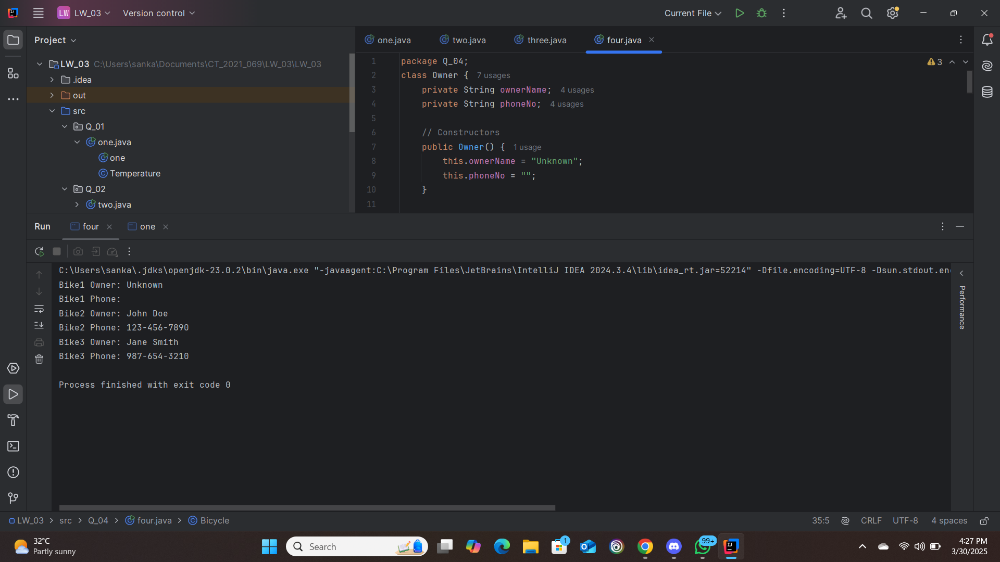 LW LW_03 Version control Current File
Project
LW_03 C:\Users\sanka\Documents\CT_2021_069\LW_03\LW_03
.idea
out
src
Q_01
one.java
one
Temperature
Q_02
two.java
one.java two.java three.java four.java
1 package Q_04; 3
2 class Owner { 7 usages
3 private String ownerName; 4 usages
4 private String phoneNo; 4 usages
5
6 // Constructors
7 public Owner() { 1 usage
8 this.ownerName = "Unknown";
9 this.phoneNo = "";
10 }
11
Run four one
C:\Users\sanka\.jdks\openjdk-23.0.2\bin\java.exe "-javaagent:C:\Program Files\JetBrains\IntelliJ IDEA 2024.3.4\lib\idea_rt.jar=52214" -Dfile.encoding=UTF-8 -Dsun.stdout.en
Bike1 Owner: Unknown
Bike1 Phone:
Bike2 Owner: John Doe
Bike2 Phone: 123-456-7890
Bike3 Owner: Jane Smith
Bike3 Phone: 987-654-3210
Process finished with exit code 0
Performance
LW_03 > src > Q_04 > four.java > Bicycle 35:5 CRLF UTF-8 4 spaces
32°C
Partly sunny
Search
1
99+
4:27 PM
3/30/2025